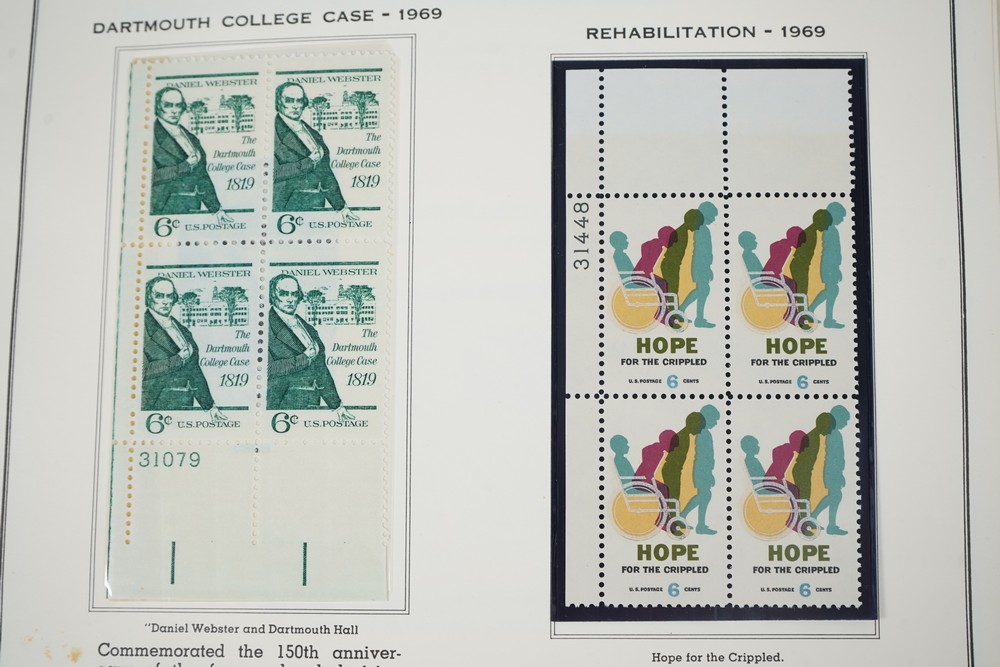 DARTMOUTH COLLEGE CASE - 1969
DANIEL WEBSTER
The
Dartmouth
College Case
1819
6¢ U.S. POSTAGE
DANIEL WEBSTER
The
Dartmouth
College Case
1819
6¢ U.S. POSTAGE
DANIEL WEBSTER
The
Dartmouth
College Case
1819
6¢ U.S. POSTAGE
DANIEL WEBSTER
The
Dartmouth
College Case
1819
6¢ U.S. POSTAGE
31079
"Daniel Webster and Dartmouth Hall
Commemorated the 150th anniver-
REHABILITATION - 1969
31448
HOPE
FOR THE CRIPPLED
U.S. POSTAGE 6 CENTS
HOPE
FOR THE CRIPPLED
U.S. POSTAGE 6 CENTS
HOPE
FOR THE CRIPPLED
U.S. POSTAGE 6 CENTS
HOPE
FOR THE CRIPPLED
U.S. POSTAGE 6 CENTS
Hope for the Crippled.